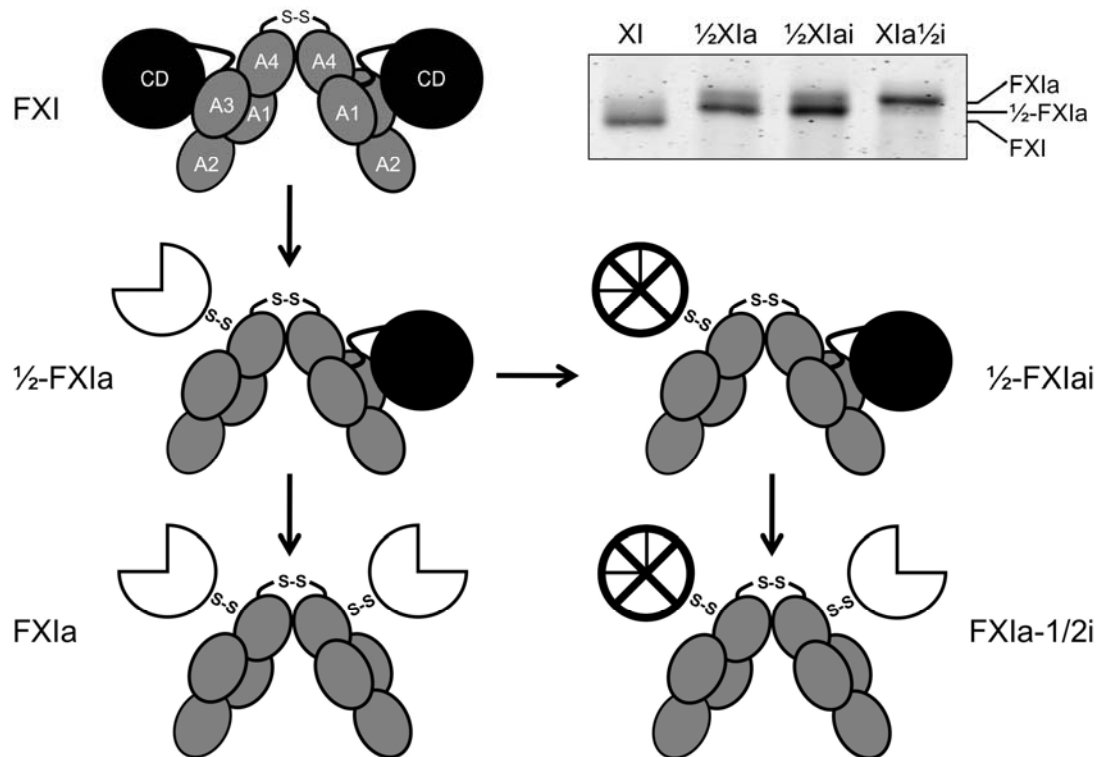 S-S
XI ½XIa ½XIai XIa½i
CD A4 A4 CD
FXIa
½-FXIa
FXI
FXI
A3 A1 A1
A2 A2
S-S
S-S S-S
S-S
½-FXIa
½-FXIai
S-S
S-S S-S
S-S
S-S S-S
FXIa
FXIa-1/2i